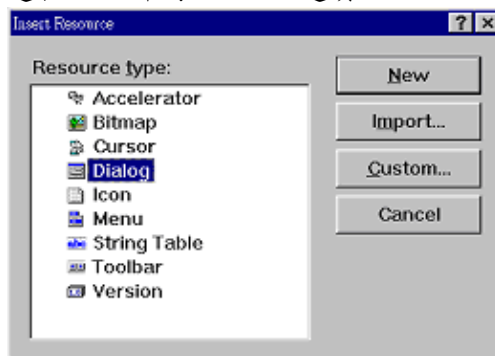 Insert Resource
Resource type:
Accelerator
Bitmap
Cursor
Dialog
Icon
Menu
String Table
Toolbar
Version
New
Import...
Custom...
Cancel